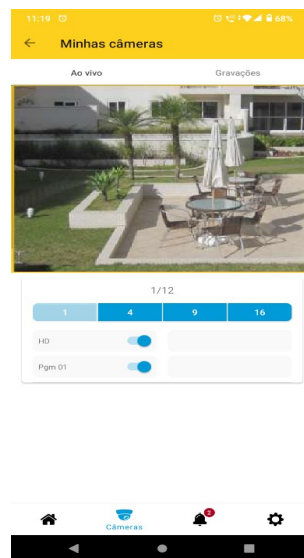 11:19 68%
Minhas câmeras
Ao vivo Gravações
1/12
1 4 9 16
HD
Pgm 01
2
Câmeras